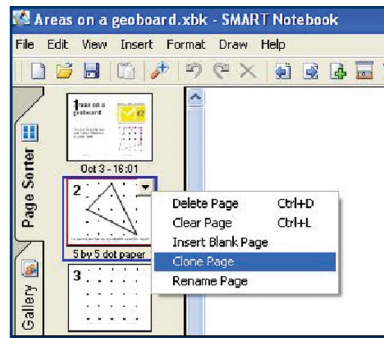 Areas on a geoboard.xbk - SMART Notebook
File Edit View Insert Format Draw Help
Page Sorter
Gallery
1 Areas on a geoboard
Oct 3 - 16:01
2
5 by 5 dot paper
3
Delete Page Ctrl+D
Clear Page Ctrl+L
Insert Blank Page
Clone Page
Rename Page